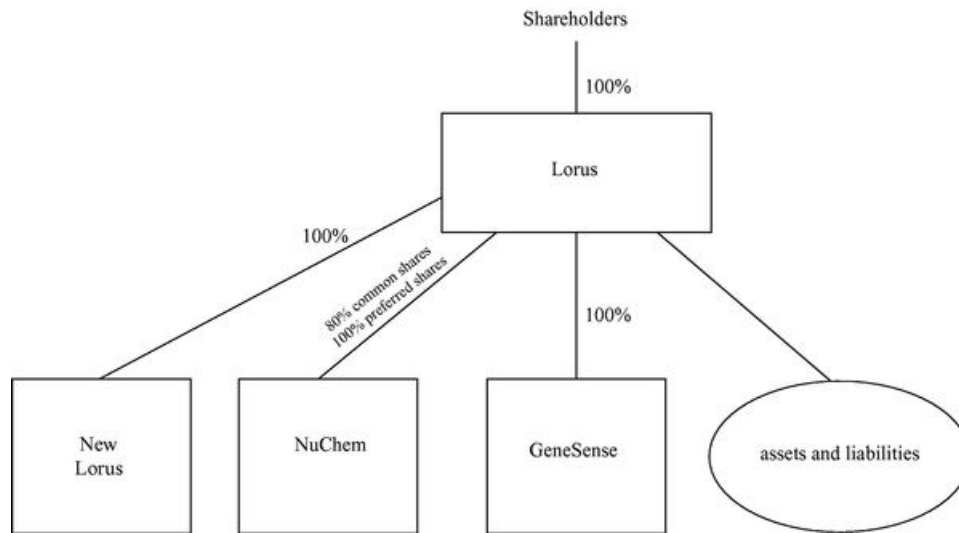 Shareholders
100%
Lorus
100%
80% common shares
100% preferred shares
100%
New
Lorus
NuChem
GeneSense
assets and liabilities